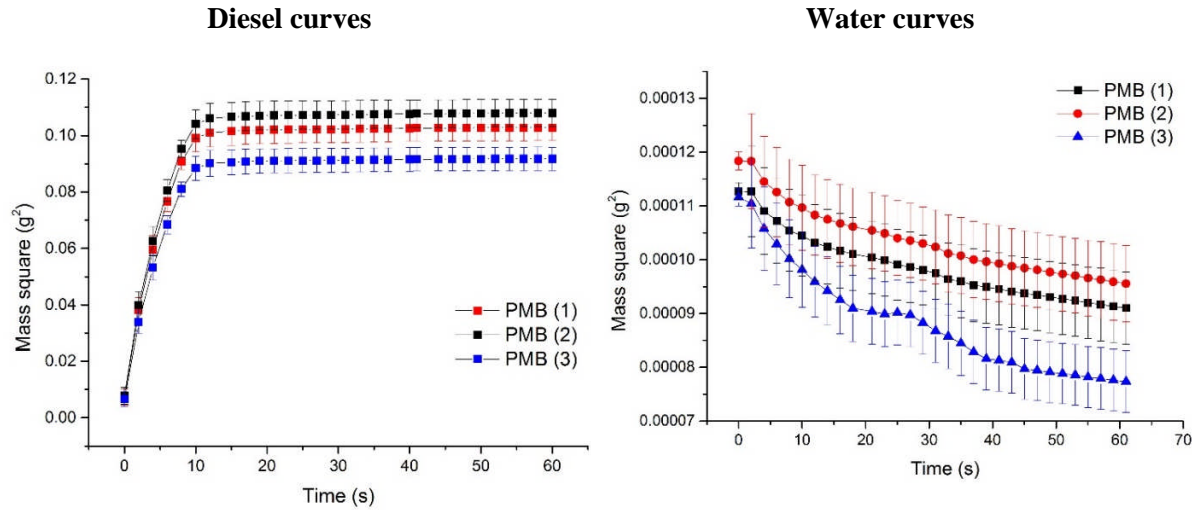 Diesel curves
Water curves
Mass square (g²)
0.12
0.10
0.08
0.06
0.04
0.02
0.00
PMB (1)
PMB (2)
PMB (3)
0 10 20 30 40 50 60
Time (s)
Mass square (g²)
0.00013
0.00012
0.00011
0.00010
0.00009
0.00008
0.00007
PMB (1)
PMB (2)
PMB (3)
0 10 20 30 40 50 60 70
Time (s)